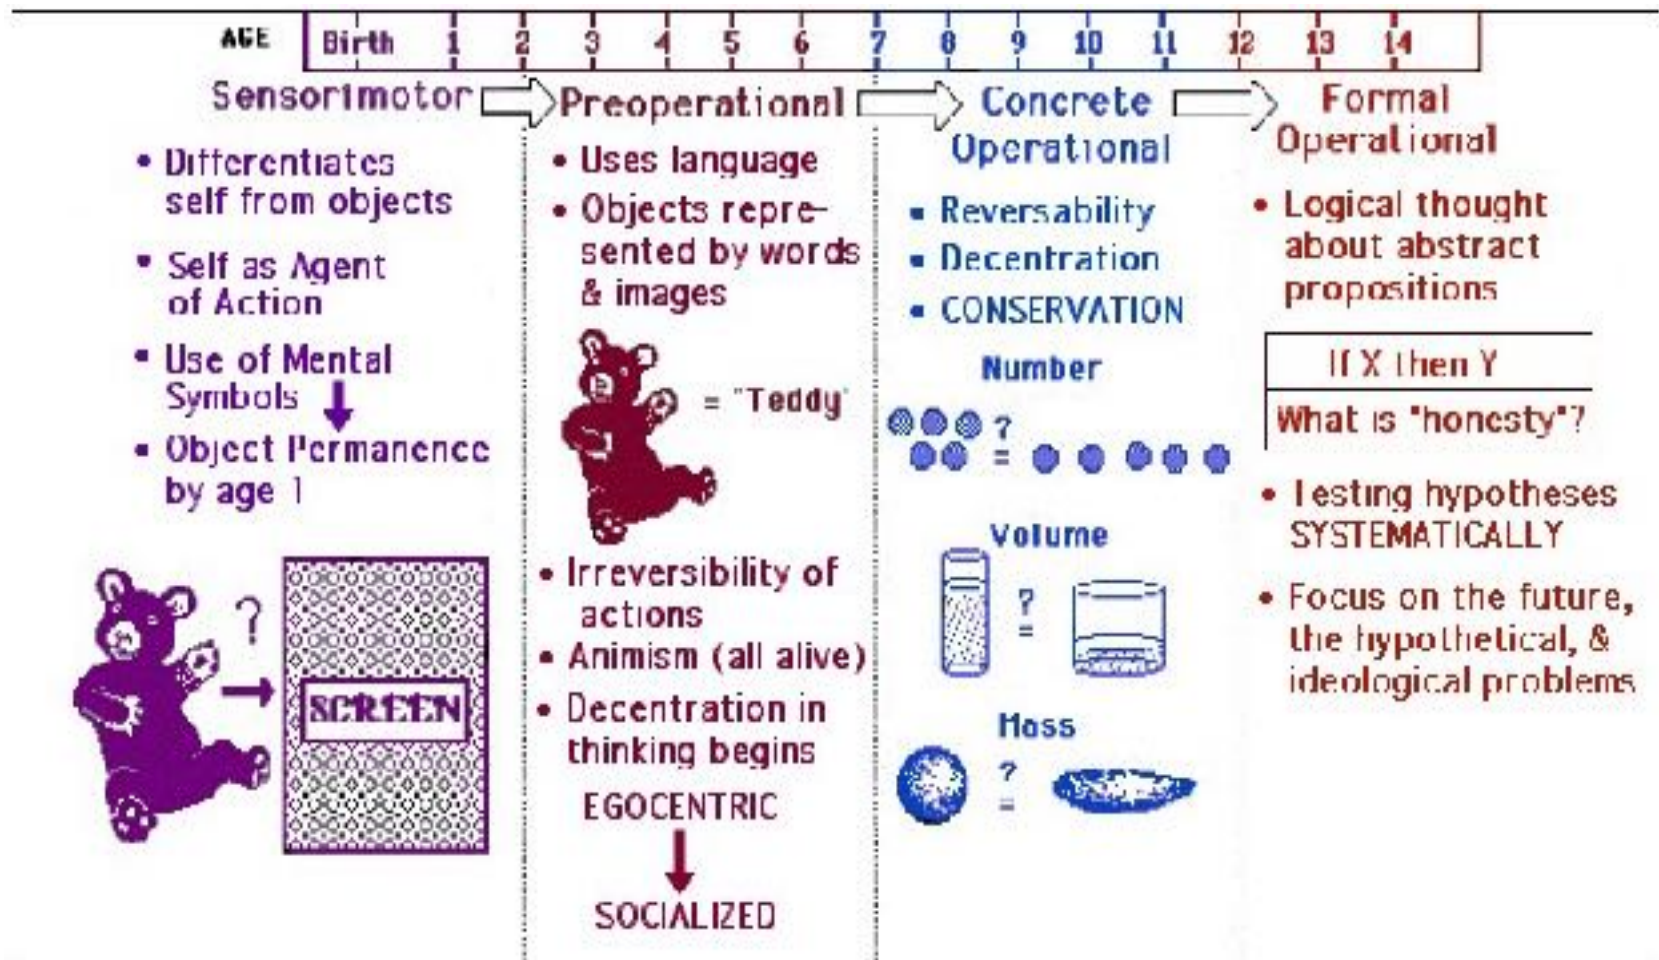 AGE Birth 1 2 3 4 5 6 7 8 9 10 11 12 13 14
Sensorimotor
• Differentiates
self from objects
• Self as Agent
of Action
• Use of Mental
Symbols
• Object Permanence
by age 1
?
SCREEN
Preoperational
• Uses language
• Objects repre-
sented by words
& images
= "Teddy"
• Irreversibility of
actions
• Animism (all alive)
• Decentration in
thinking begins
EGOCENTRIC
SOCIALIZED
Concrete
Operational
• Reversability
• Decentration
• CONSERVATION
Number
?
=
Volume
?
=
Mass
?
=
Formal
Operational
• Logical thought
about abstract
propositions
If X then Y
What is "honesty"?
• Testing hypotheses
SYSTEMATICALLY
• Focus on the future,
the hypothetical, &
ideological problems